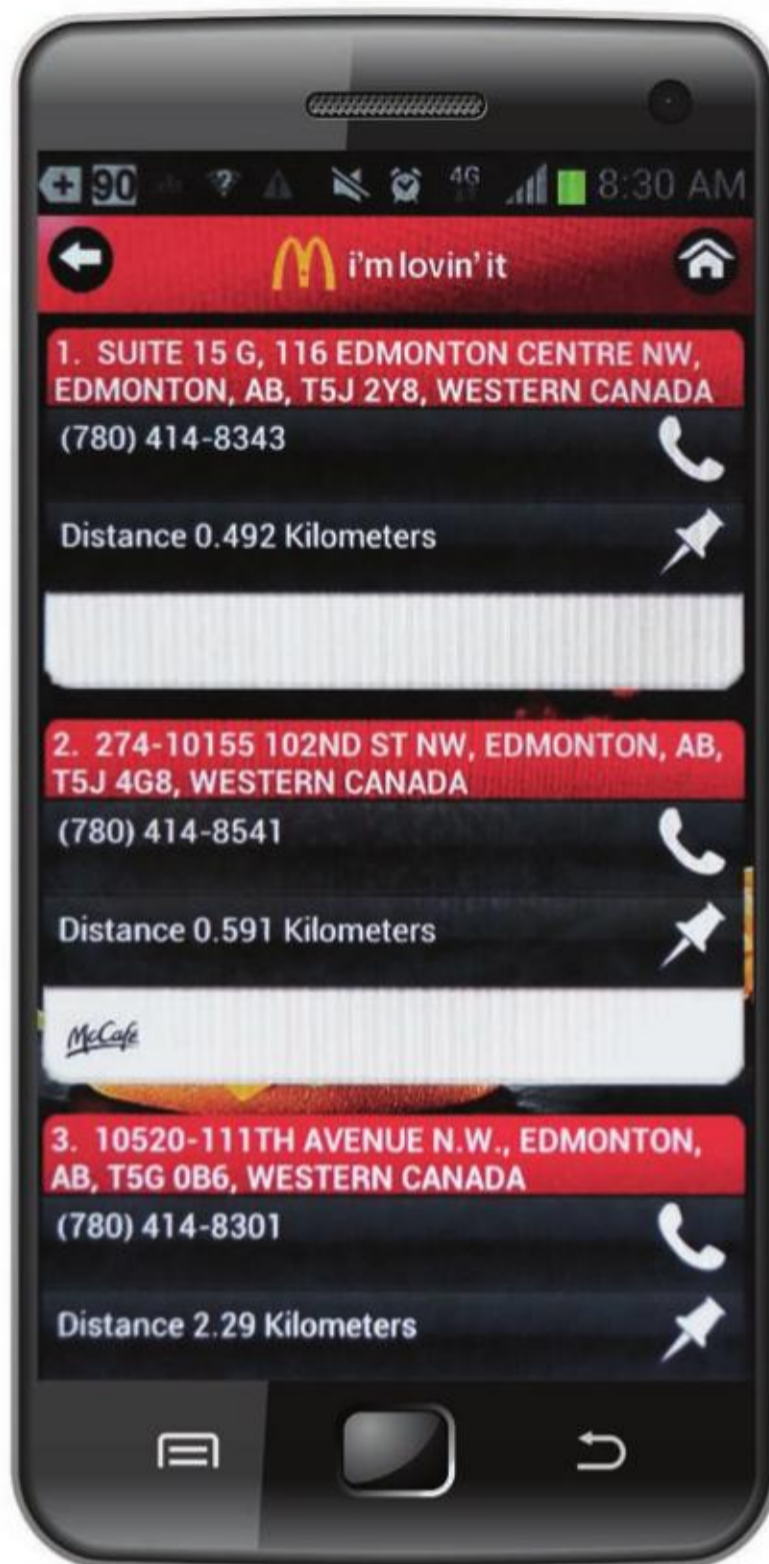 90 4G 8:30 AM
i'm lovin' it
1. SUITE 15 G, 116 EDMONTON CENTRE NW,
EDMONTON, AB, T5J 2Y8, WESTERN CANADA
(780) 414-8343
Distance 0.492 Kilometers
2. 274-10155 102ND ST NW, EDMONTON, AB,
T5J 4G8, WESTERN CANADA
(780) 414-8541
Distance 0.591 Kilometers
McCafé
3. 10520-111TH AVENUE N.W., EDMONTON,
AB, T5G 0B6, WESTERN CANADA
(780) 414-8301
Distance 2.29 Kilometers